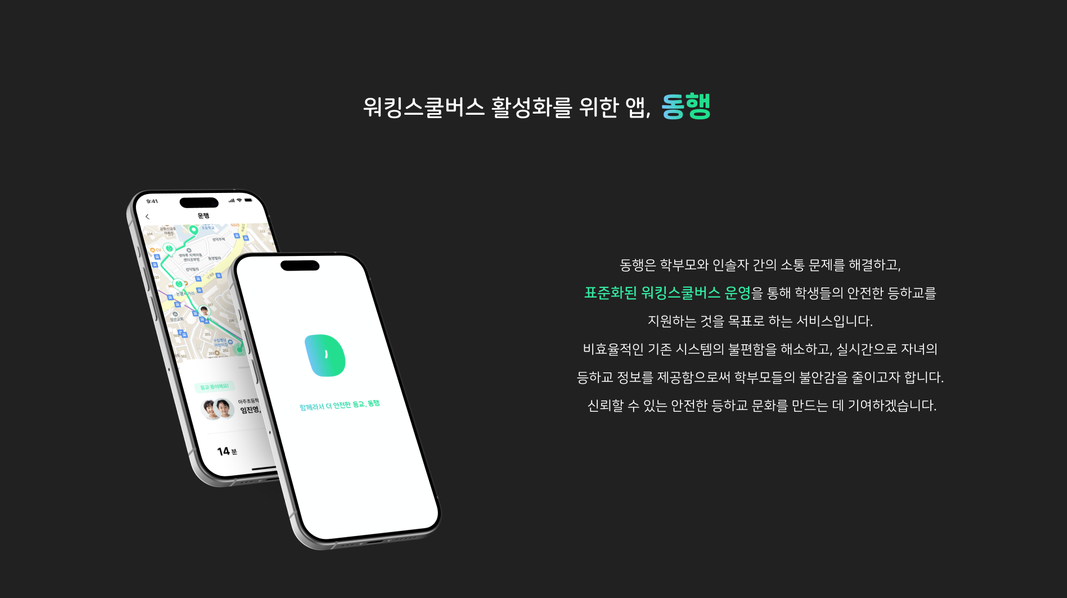 워킹스쿨버스 활성화를 위한 앱, 동행
9:41
운행
등교 중이에요!
아주초등학
임진영,
14 분
함께라서 더 안전한 등교, 동행
동행은 학부모와 인솔자 간의 소통 문제를 해결하고,
표준화된 워킹스쿨버스 운영을 통해 학생들의 안전한 등하교를
지원하는 것을 목표로 하는 서비스입니다.
비효율적인 기존 시스템의 불편함을 해소하고, 실시간으로 자녀의
등하교 정보를 제공함으로써 학부모들의 불안감을 줄이고자 합니다.
신뢰할 수 있는 안전한 등하교 문화를 만드는 데 기여하겠습니다.